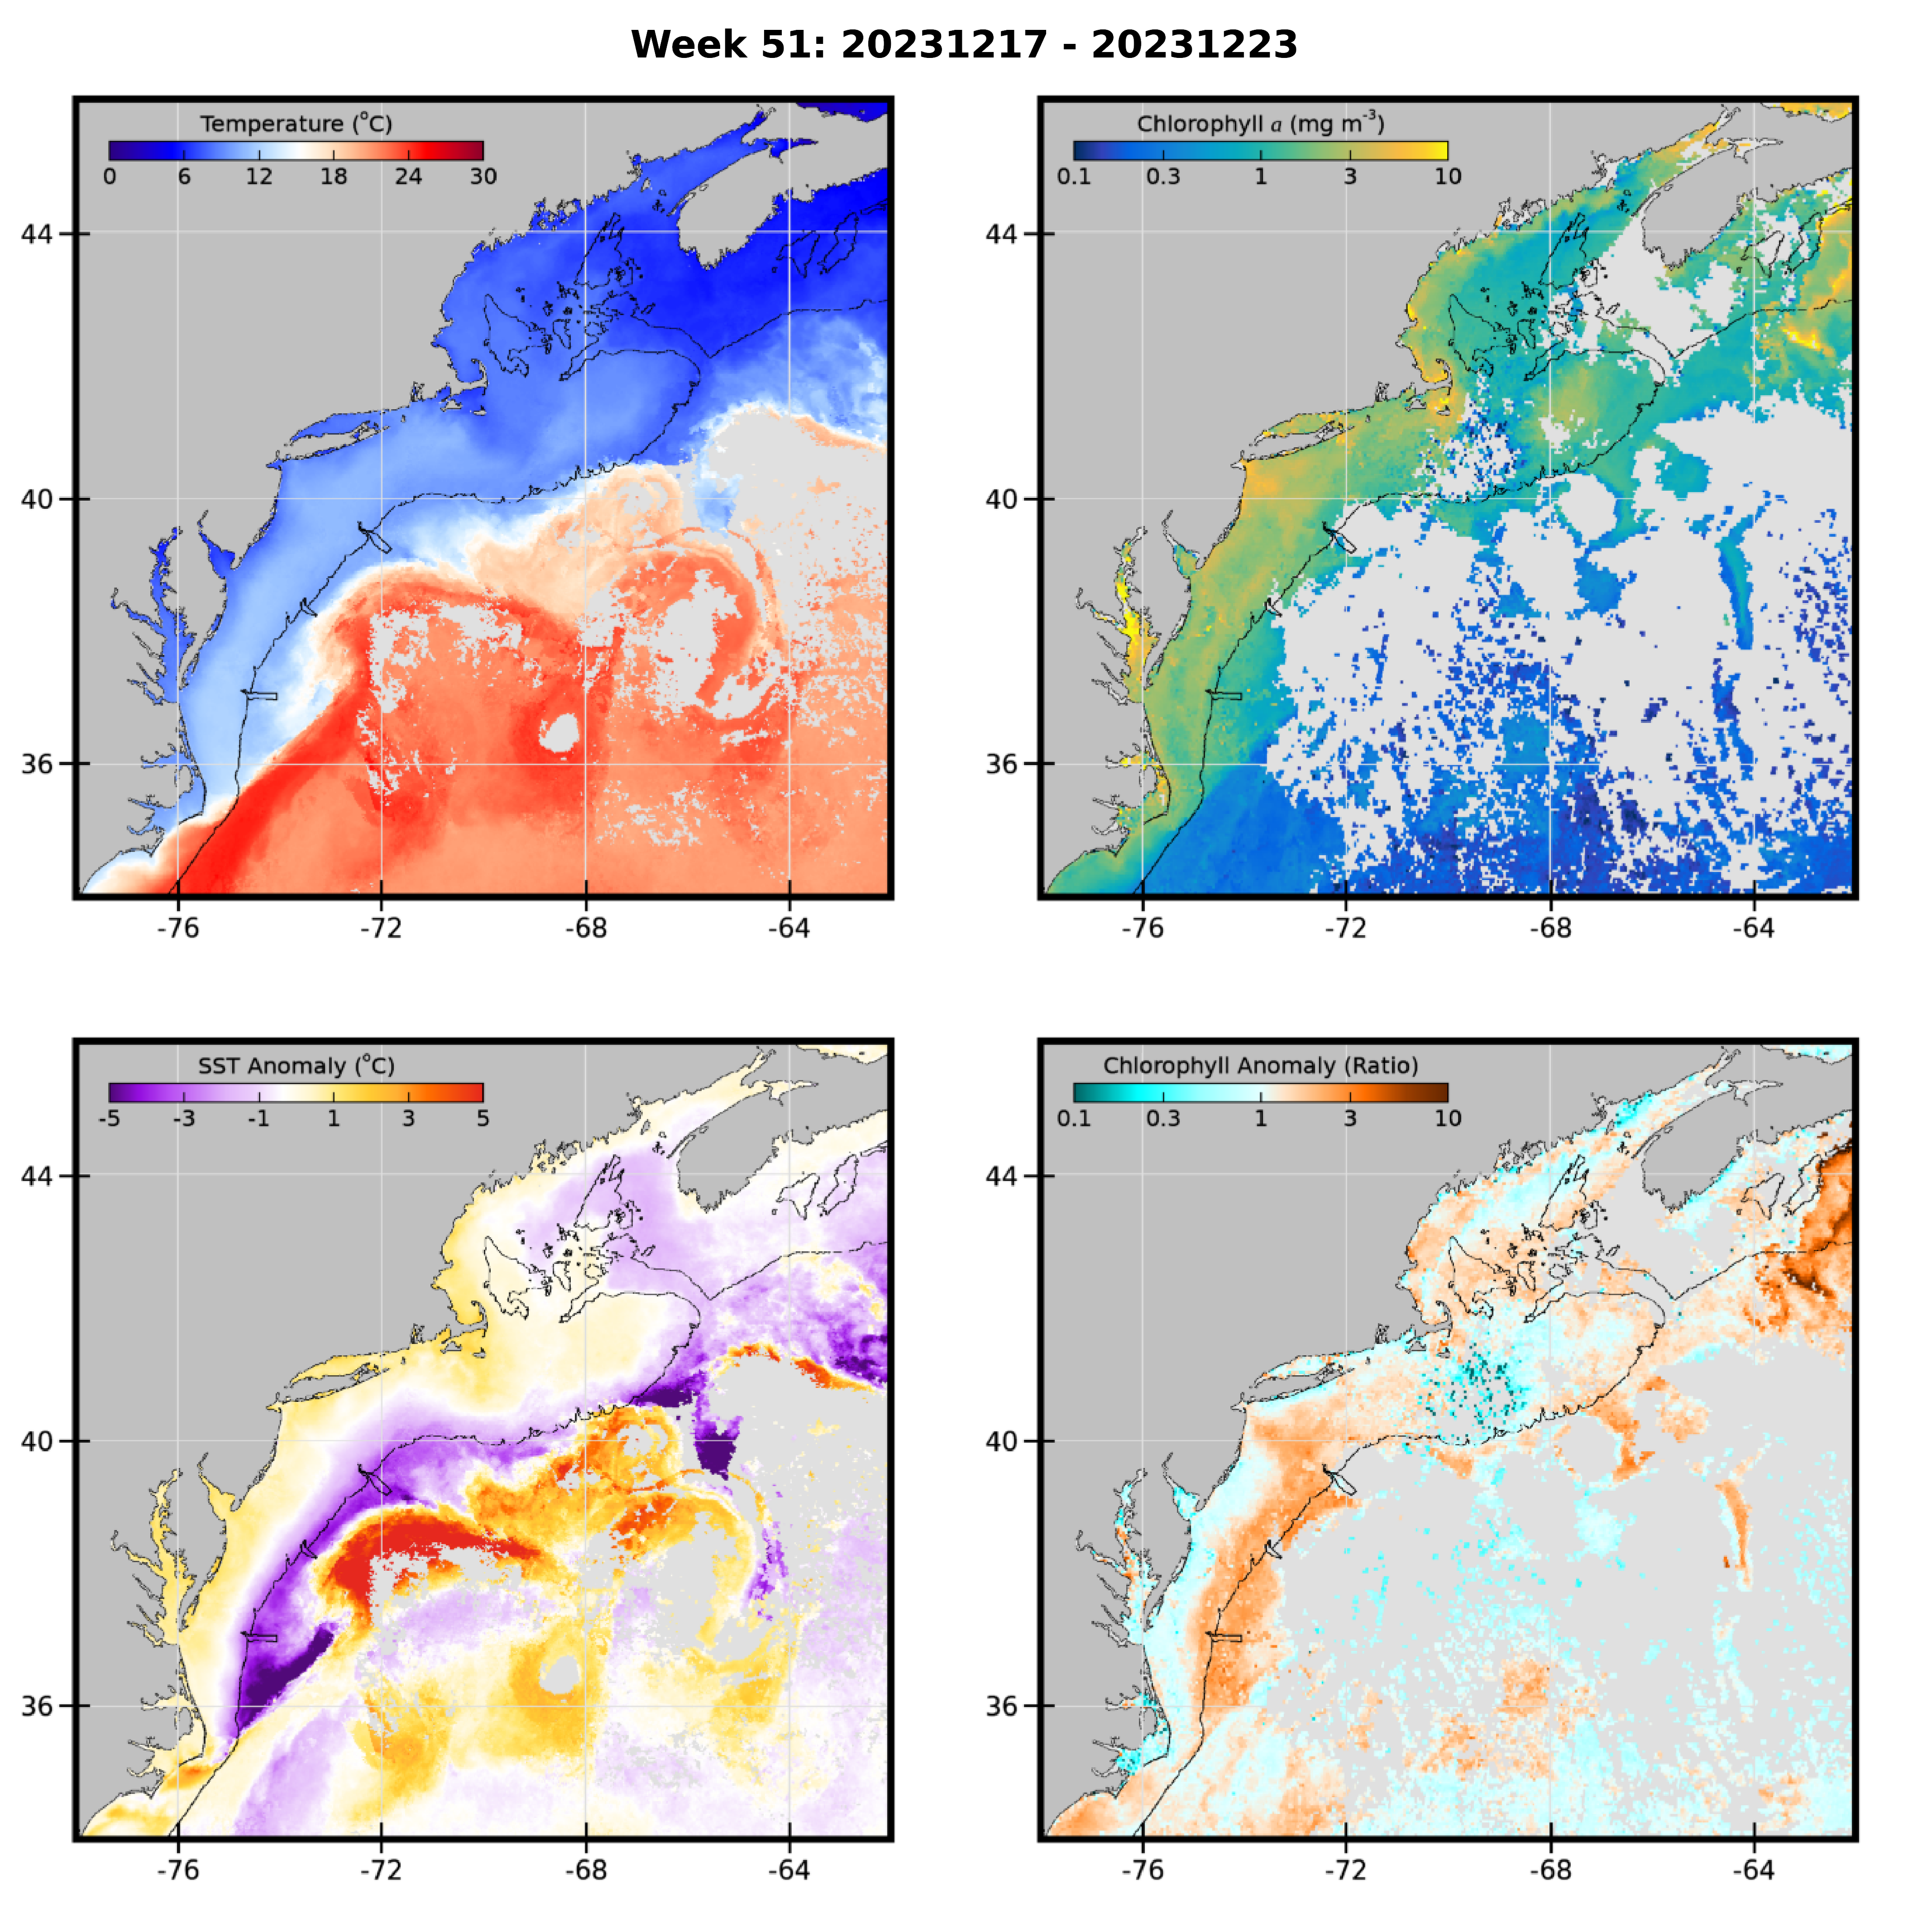 Week 51: 20231217 - 20231223
Temperature (°C)
0 6 12 18 24 30
44
40
36
-76 -72 -68 -64
Chlorophyll a (mg m⁻³)
0.1 0.3 1 3 10
44
40
36
-76 -72 -68 -64
SST Anomaly (°C)
-5 -3 -1 1 3 5
44
40
36
-76 -72 -68 -64
Chlorophyll Anomaly (Ratio)
0.1 0.3 1 3 10
44
40
36
-76 -72 -68 -64